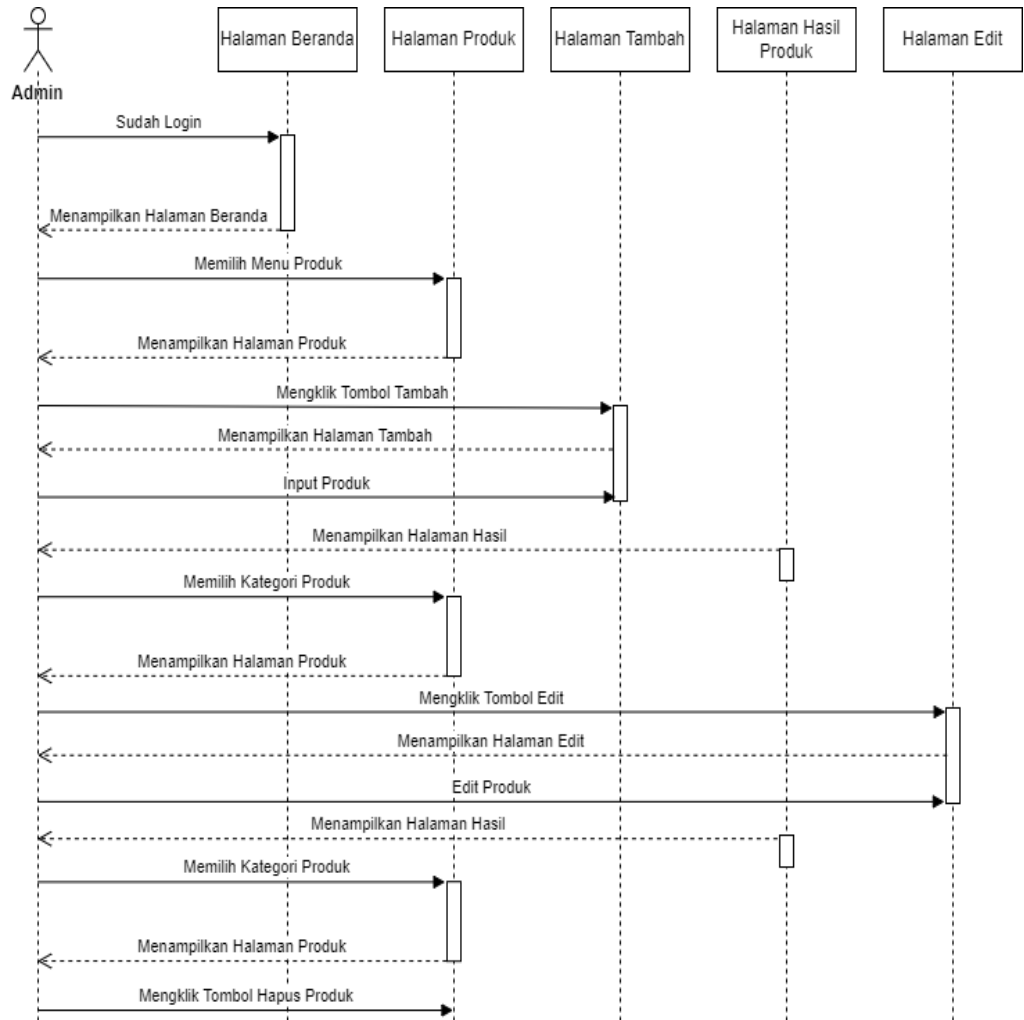 Halaman Beranda
Halaman Produk
Halaman Tambah
Halaman Hasil
Produk
Halaman Edit
Admin
Sudah Login
Menampilkan Halaman Beranda
Memilih Menu Produk
Menampilkan Halaman Produk
Mengklik Tombol Tambah
Menampilkan Halaman Tambah
Input Produk
Menampilkan Halaman Hasil
Memilih Kategori Produk
Menampilkan Halaman Produk
Mengklik Tombol Edit
Menampilkan Halaman Edit
Edit Produk
Menampilkan Halaman Hasil
Memilih Kategori Produk
Menampilkan Halaman Produk
Mengklik Tombol Hapus Produk